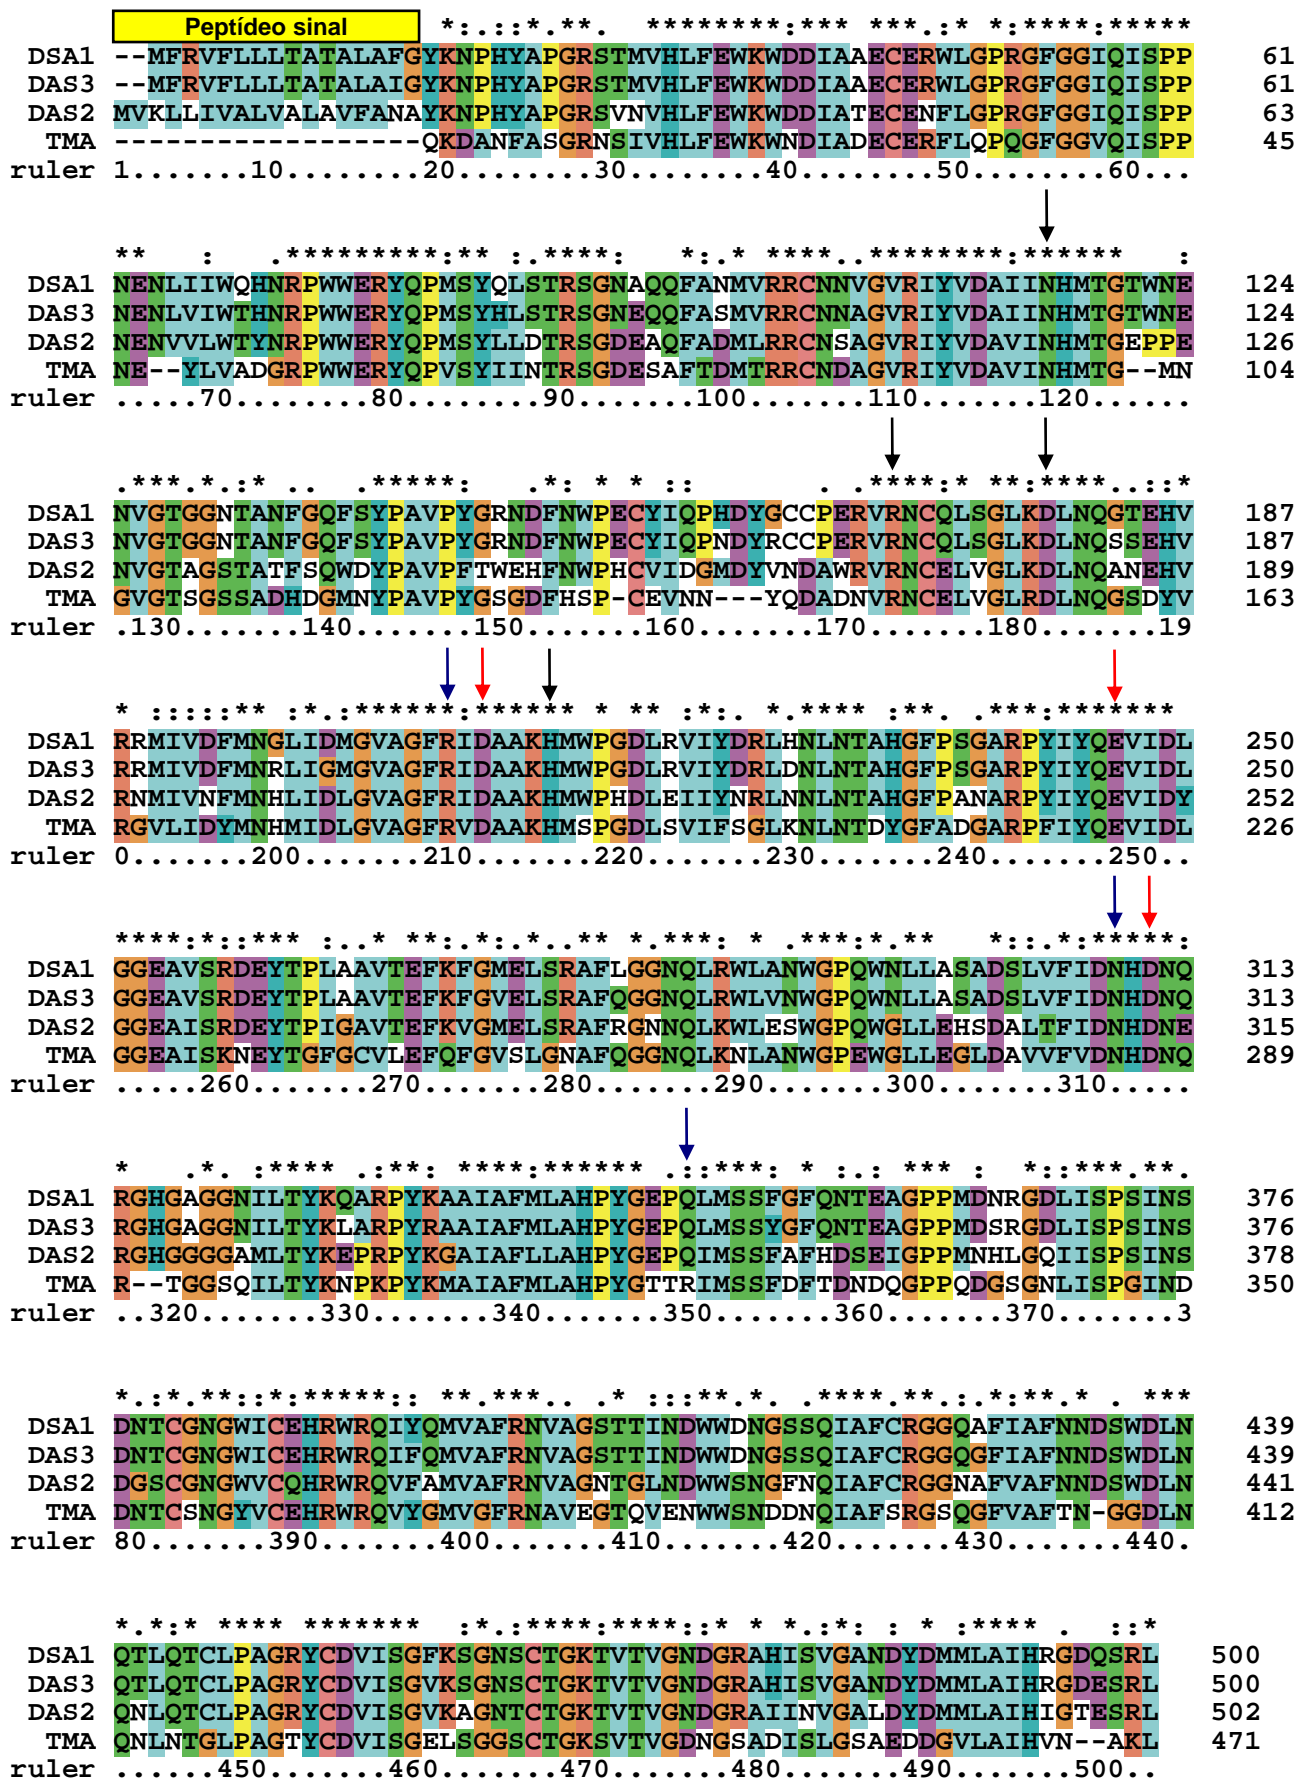 Peptídeo sinal
*:.::*.**. ********:*** ***.:* *:********
DSA1 --MFRVFLLLTATALAFGYKNPHYAPGRSTMVHLFEWKWDDIAAECERWLGPRGFGGIQISPP 61
DAS3 --MFRVFLLLTATALAIGYKNPHYAPGRSTMVHLFEWKWDDIAAECERWLGPRGFGGIQISPP 61
DAS2 MVKLLIVALVALAVFANAYKNPHYAPGRSVNVHLFEWKWDDIATECENFLGPRGFGGIQISPP 63
TMA ------------------QKDANFASGRNSIVHLFEWKWNDIADECERFLQPQGFGGVQISPP 45
ruler 1.......10........20........30........40........50........60...
** : .*********:** :.****: *:.* **** *********:****** :
DSA1 NENLIIWQHNRPWWERYQPMSYQLSTRSGNAQQFANMVRRCNNVGVRIYVDAIINHMTGTWNE 124
DAS3 NENLVIWTHNRPWWERYQPMSYHLSTRSGNEQQFASMVRRCNNAGVRIYVDAIINHMTGTWNE 124
DAS2 NENVVLWTYNRPWWERYQPMSYLLDTRSGDEAQFADMLRRCNSAGVRIYVDAVINHMTGEPPE 126
TMA NE--YLVADGRPWWERYQPVSYIINTRSGDESAFTDMTRRCNDAGVRIYVDAVINHMTG--MN 104
ruler .....70........80........90.......100.......110.......120......
.***.*.:* . .*****: .*: * :: . .****:* **:****..::*
DSA1 NVGTGGNTANFGQFSYPAVPYGRNDFNWPECYIQPHDYGCCPERVRNCQLSGLKDLNQGTEHV 187
DAS3 NVGTGGNTANFGQFSYPAVPYGRNDFNWPECYIQPNDYRCCPERVRNCQLSGLKDLNQSSEHV 187
DAS2 NVGTAGSTATFSQWDYPAVPFTWEHFNWPHCVIDGMDYVNDAWRVRNCELVGLKDLNQANEHV 189
TMA GVGTSGSSADHDGMNYPAVPYGSGDFHSP-CEVNN---YQDADNVRNCELVGLRDLNQGSDYV 163
ruler .130.......140.......150.......160.......170.......180.......19
* :::::** :*.:*******:****** * ** :*:. *.**** :**. .***:*******
DSA1 RRMIVDFMNGLIDMGVAGFRIDAAKHMWPGDLRVIYDRLHNLNTAHGFPSGARPYIYQEVIDL 250
DAS3 RRMIVDFMNRLIGMGVAGFRIDAAKHMWPGDLRVIYDRLDNLNTAHGFPSGARPYIYQEVIDL 250
DAS2 RNMIVNFMNHLIDLGVAGFRIDAAKHMWPHDLEIIYNRLNNLNTAHGFPANARPYIYQEVIDY 252
TMA RGVLIDYMNHMIDLGVAGFRVDAAKHMSPGDLSVIFSGLKNLNTDYGFADGARPFIYQEVIDL 226
ruler 0.......200.......210.......220.......230.......240.......250..
****:*::*** :..* **:.*:.*..** *.***: * .***:*.** *::.:*****:
DSA1 GGEAVSRDEYTPLAAVTEFKFGMELSRAFLGGNQLRWLANWGPQWNLLASADSLVFIDNHDNQ 313
DAS3 GGEAVSRDEYTPLAAVTEFKFGVELSRAFQGGNQLRWLVNWGPQWNLLASADSLVFIDNHDNQ 313
DAS2 GGEAISRDEYTPIGAVTEFKVGMELSRAFRGNNQLKWLESWGPQWGLLEHSDALTFIDNHDNE 315
TMA GGEAISKNEYTGFGCVLEFQFGVSLGNAFQGGNQLKNLANWGPEWGLLEGLDAVVFVDNHDNQ 289
ruler .....260.......270.......280.......290.......300.......310.....
* .*. :**** .:**: ****:****** .::***: * :.: *** : *::***.**.
DSA1 RGHGAGGNILTYKQARPYKAAIAFMLAHPYGEPQLMSSFGFQNTEAGPPMDNRGDLISPSINS 376
DAS3 RGHGAGGNILTYKLARPYRAAIAFMLAHPYGEPQLMSSYGFQNTEAGPPMDSRGDLISPSINS 376
DAS2 RGHGGGGAMLTYKEPRPYKGAIAFLLAHPYGEPQIMSSFAFHDSEIGPPMNHLGQIISPSINS 378
TMA R--TGGSQILTYKNPKPYKMAIAFMLAHPYGTTRIMSSFDFTDNDQGPPQDGSGNLISPGIND 350
ruler ..320.......330.......340.......350.......360.......370.......3
*.:*.**::*:******:: **.***... * :::**.*. .****.**.: .*:** * ***
DSA1 DNTCGNGWICEHRWRQIYQMVAFRNVAGSTTINDWWDNGSSQIAFCRGGQAFIAFNNDSWDLN 439
DAS3 DNTCGNGWICEHRWRQIFQMVAFRNVAGSTTINDWWDNGSSQIAFCRGGQGFIAFNNDSWDLN 439
DAS2 DGSCGNGWVCQHRWRQVFAMVAFRNVAGNTGLNDWWSNGFNQIAFCRGGNAFVAFNNDSWDLN 441
TMA DNTCSNGYVCEHRWRQVYGMVGFRNAVEGTQVENWWSNDDNQIAFSRGSQGFVAFTN-GGDLN 412
ruler 80.......390.......400.......410.......420.......430.......440.
*.*:* **** ******* :*.:****:****:** * *.:*: : * *:**** . ::*
DSA1 QTLQTCLPAGRYCDVISGFKSGNSCTGKTVTVGNDGRAHISVGANDYDMMLAIHRGDQSRL 500
DAS3 QTLQTCLPAGRYCDVISGVKSGNSCTGKTVTVGNDGRAHISVGANDYDMMLAIHRGDESRL 500
DAS2 QNLQTCLPAGRYCDVISGVKAGNTCTGKTVTVGNDGRAIINVGALDYDMMLAIHIGTESRL 502
TMA QNLNTGLPAGTYCDVISGELSGGSCTGKSVTVGDNGSADISLGSAEDDGVLAIHVN--AKL 471
ruler ......450.......460.......470.......480.......490.......500...